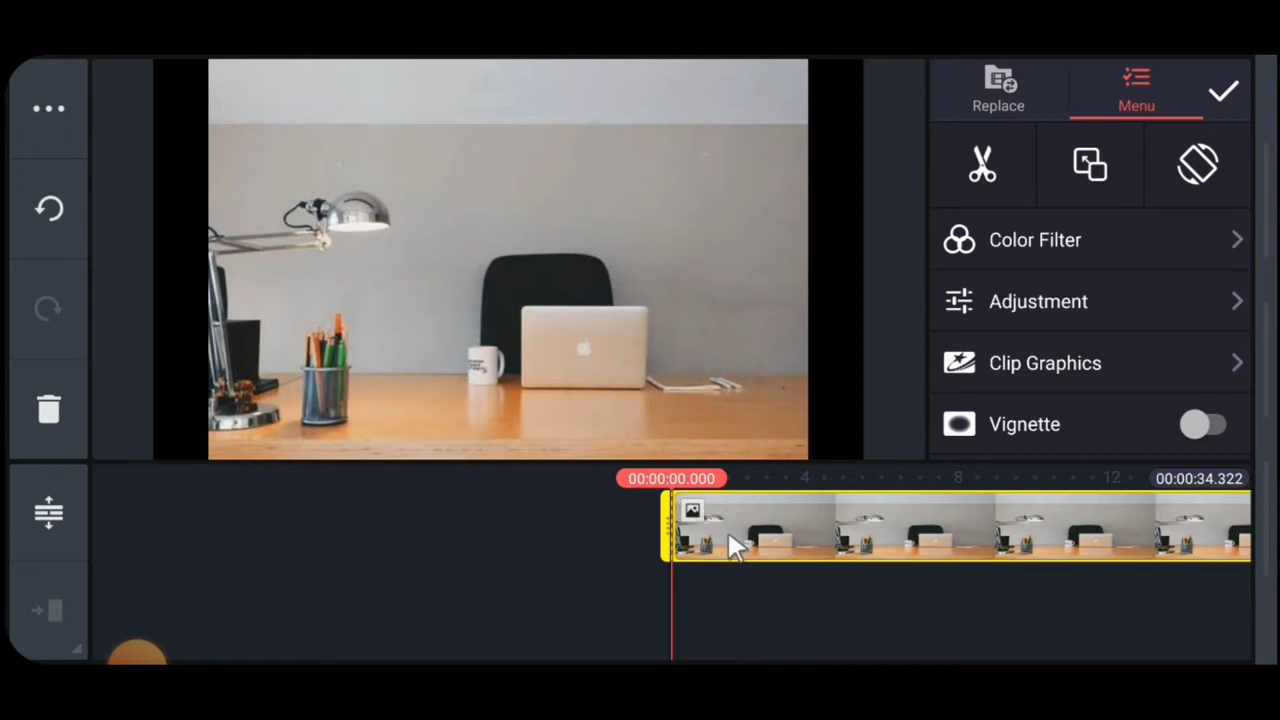 Replace
Menu
Color Filter
Adjustment
Clip Graphics
Vignette
00:00:00.000
4
8
12
00:00:34.322